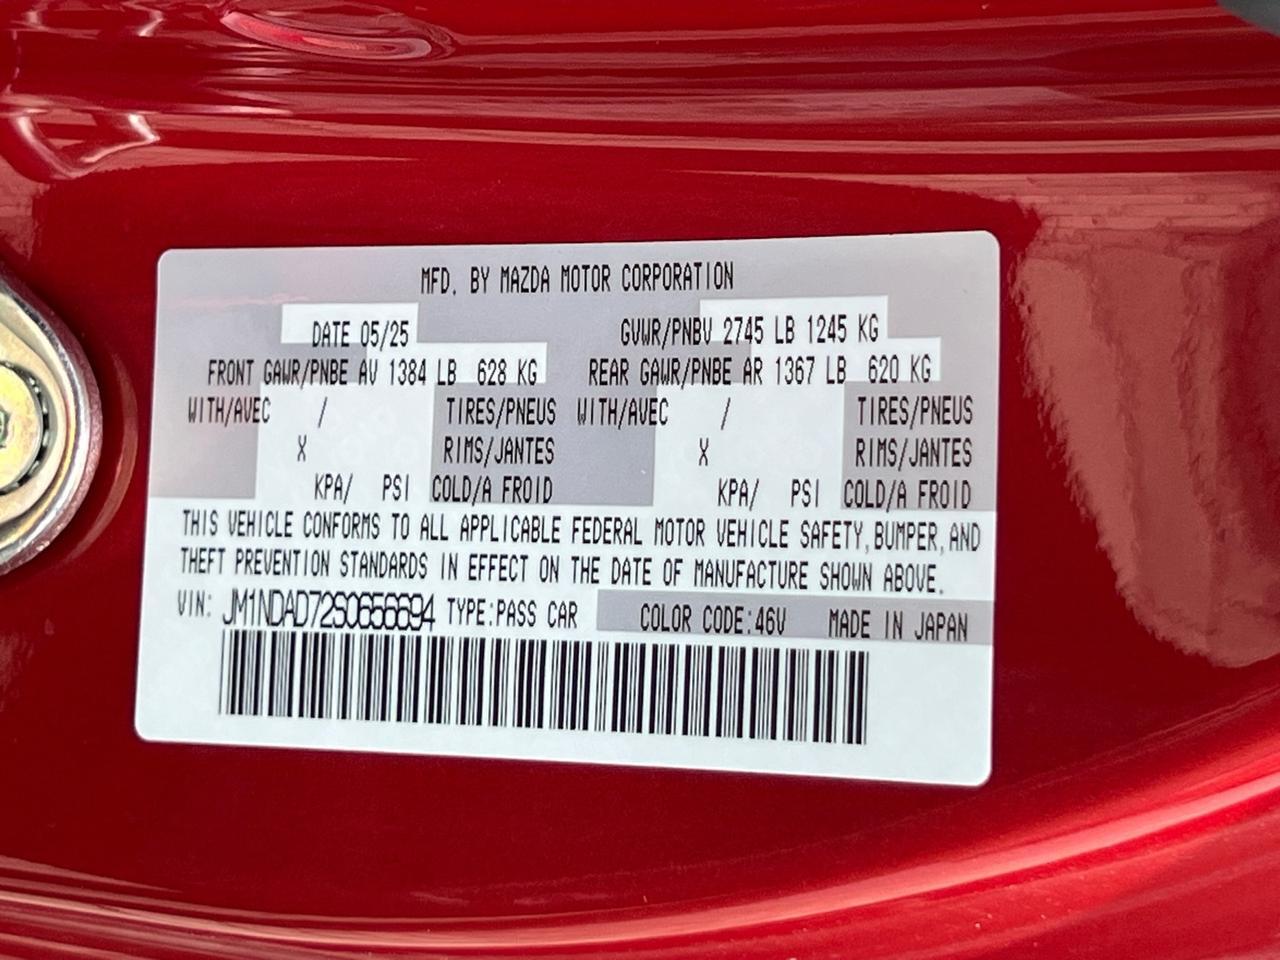 MFD. BY MAZDA MOTOR CORPORATION
DATE 05/25 GVWR/PNBV 2745 LB 1245 KG
FRONT GAWR/PNBE AV 1384 LB 628 KG REAR GAWR/PNBE AR 1367 LB 620 KG
WITH/AVEC / TIRES/PNEUS WITH/AVEC / TIRES/PNEUS
X RIMS/JANTES X RIMS/JANTES
KPA/ PSI COLD/A FROID KPA/ PSI COLD/A FROID
THIS VEHICLE CONFORMS TO ALL APPLICABLE FEDERAL MOTOR VEHICLE SAFETY, BUMPER, AND
THEFT PREVENTION STANDARDS IN EFFECT ON THE DATE OF MANUFACTURE SHOWN ABOVE.
VIN: JM1NDAD72S0656694 TYPE:PASS CAR COLOR CODE:46V MADE IN JAPAN